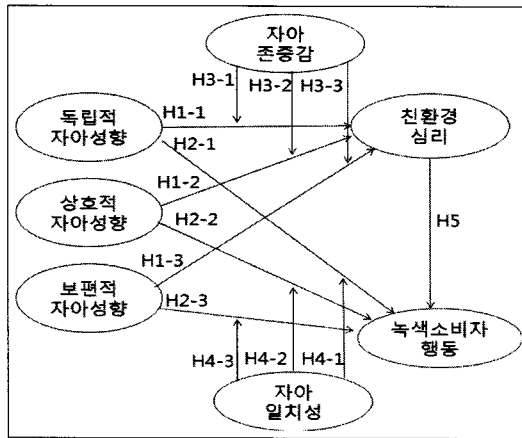 자아
존중감
H3-1
H3-2
H3-3
독립적
자아성향
H1-1
H2-1
친환경
심리
상호적
자아성향
H1-2
H2-2
H5
보편적
자아성향
H1-3
H2-3
녹색소비자
행동
H4-3
H4-2
H4-1
자아
일치성